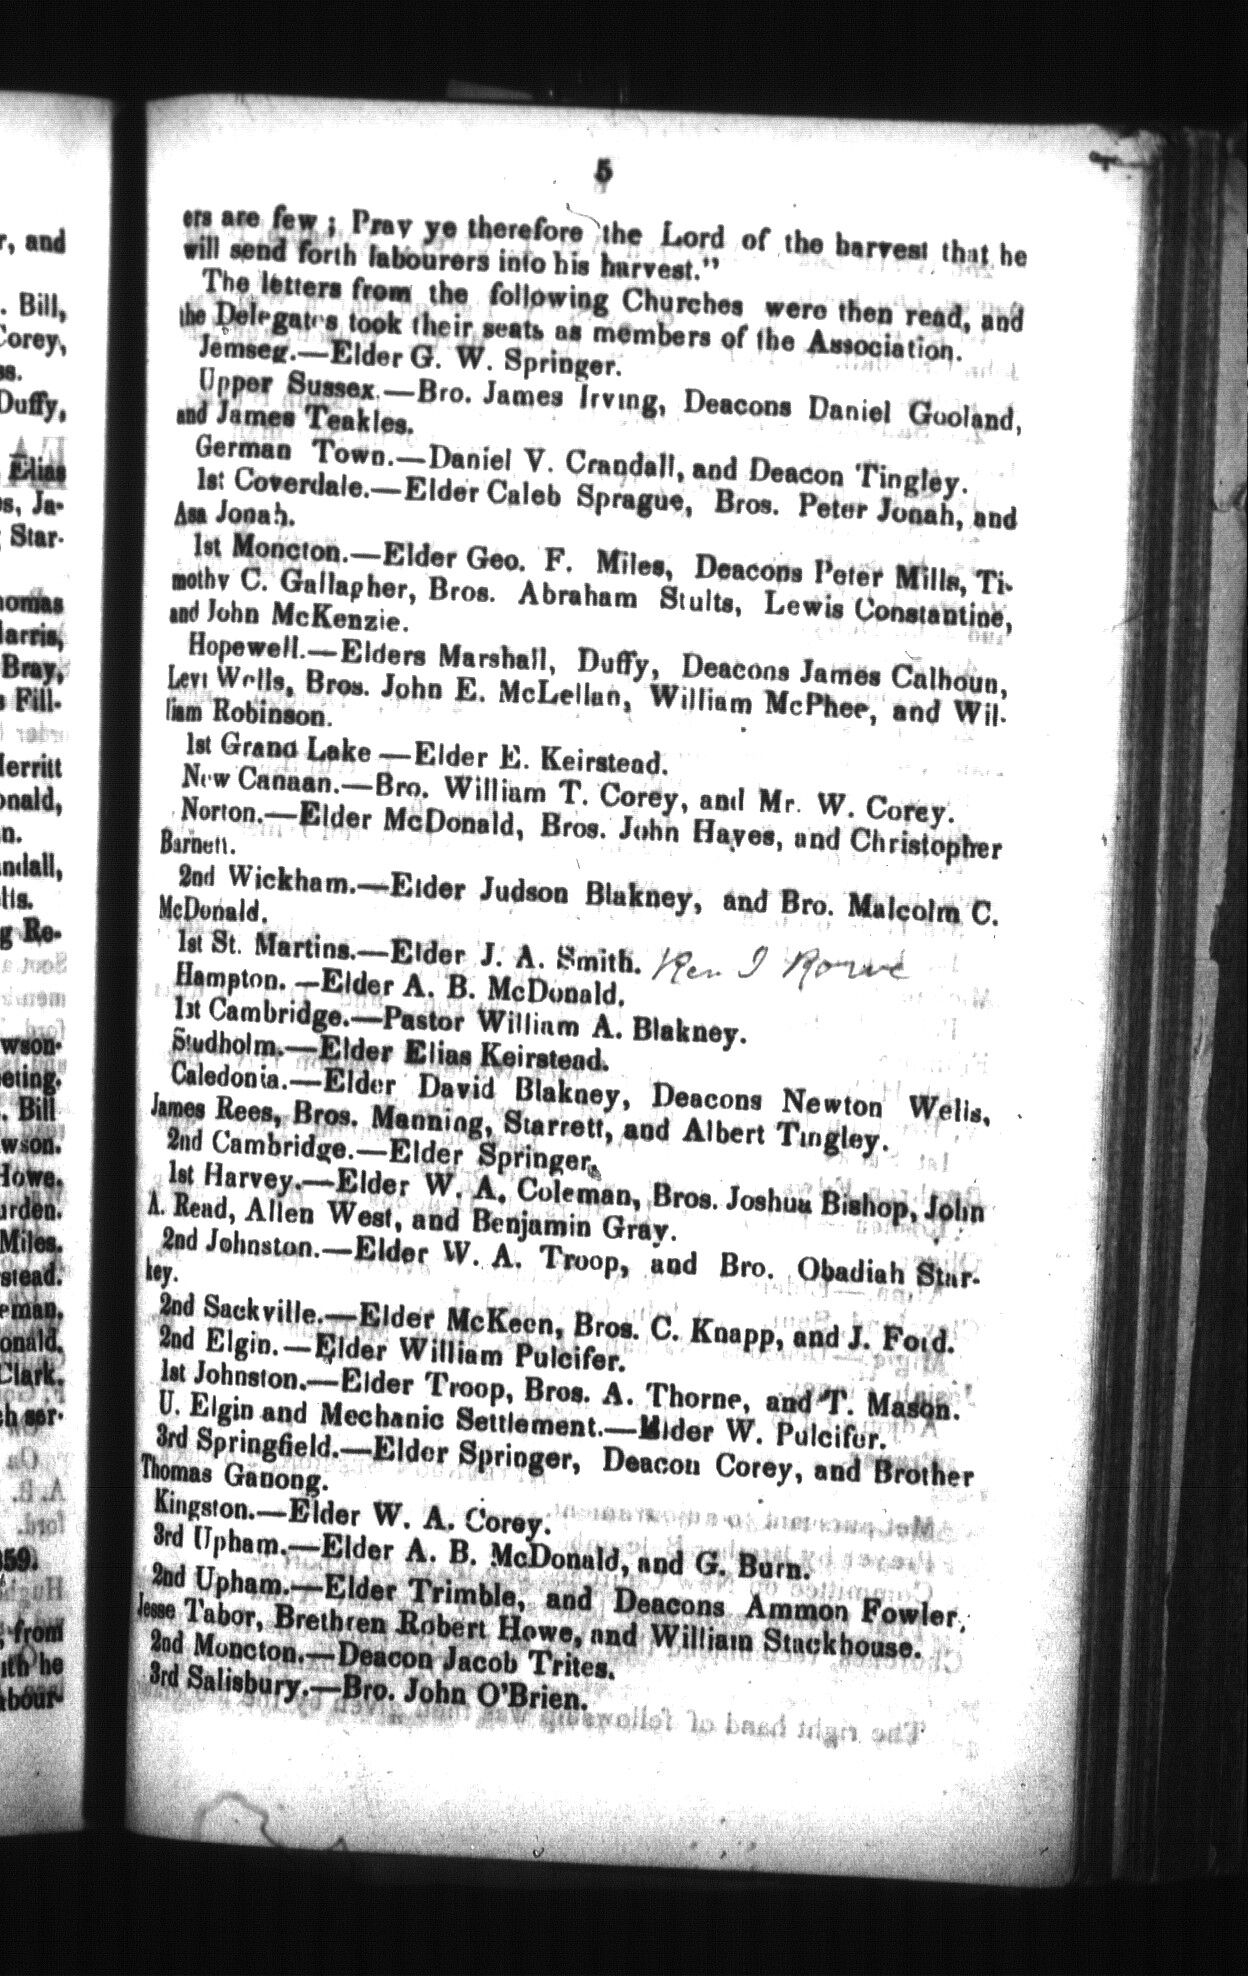 5
ers are few ; Pray ye therefore the Lord of the harvest that he
will send forth labourers into his harvest."
The letters from the following Churches were then read, and
the Delegates took their seats as members of the Association.
Jemseg.—Elder G. W. Springer.
Upper Sussex.—Bro. James Irving, Deacons Daniel Gooland,
and James Teakles.
German Town.—Daniel V. Crandall, and Deacon Tingley.
1st Coverdale.—Elder Caleb Sprague, Bros. Peter Jonah, and
Asa Jonah.
1st Moncton.—Elder Geo. F. Miles, Deacons Peter Mills, Ti-
mothy C. Gallapher, Bros. Abraham Stults, Lewis Constantine,
and John McKenzie.
Hopewell.—Elders Marshall, Duffy, Deacons James Calhoun,
Levi Wells, Bros. John E. McLellan, William McPhee, and Wil-
liam Robinson.
1st Grand Lake —Elder E. Keirstead.
New Canaan.—Bro. William T. Corey, and Mr. W. Corey.
Norton.—Elder McDonald, Bros. John Hayes, and Christopher
Barnett.
2nd Wickham.—Elder Judson Blakney, and Bro. Malcolm C.
McDonald.
1st St. Martins.—Elder J. A. Smith. Rev I Rowe
Hampton. —Elder A. B. McDonald.
1st Cambridge.—Pastor William A. Blakney.
Studholm.—Elder Elias Keirstead.
Caledonia.—Elder David Blakney, Deacons Newton Wells,
James Rees, Bros. Manning, Starrett, and Albert Tingley.
2nd Cambridge.—Elder Springer.
1st Harvey.—Elder W. A. Coleman, Bros. Joshua Bishop, John
A. Read, Allen West, and Benjamin Gray.
2nd Johnston.—Elder W. A. Troop, and Bro. Obadiah Star-
key.
2nd Sackville.—Elder McKeen, Bros. C. Knapp, and J. Ford.
2nd Elgin.—Elder William Pulcifer.
1st Johnston.—Elder Troop, Bros. A. Thorne, and T. Mason.
U. Elgin and Mechanic Settlement.—Elder W. Pulcifer.
3rd Springfield.—Elder Springer, Deacon Corey, and Brother
Thomas Ganong.
Kingston.—Elder W. A. Corey.
3rd Upham.—Elder A. B. McDonald, and G. Burn.
2nd Upham.—Elder Trimble, and Deacons Ammon Fowler,
Jesse Tabor, Brethren Robert Howe, and William Stackhouse.
2nd Moncton.—Deacon Jacob Trites.
3rd Salisbury.—Bro. John O'Brien.